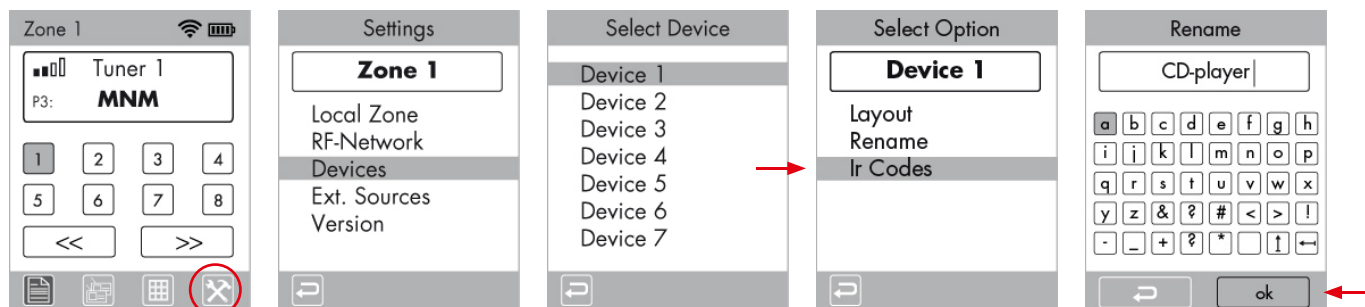 Zone 1
Tuner 1
P3: MNM
1 2 3 4
5 6 7 8
<< >>
Settings
Zone 1
Local Zone
RF-Network
Devices
Ext. Sources
Version
Select Device
Device 1
Device 2
Device 3
Device 4
Device 5
Device 6
Device 7
Select Option
Device 1
Layout
Rename
Ir Codes
Rename
CD-player
a b c d e f g h
i j k l m n o p
q r s t u v w x
y z & ? # < > !
- _ + ? *
ok